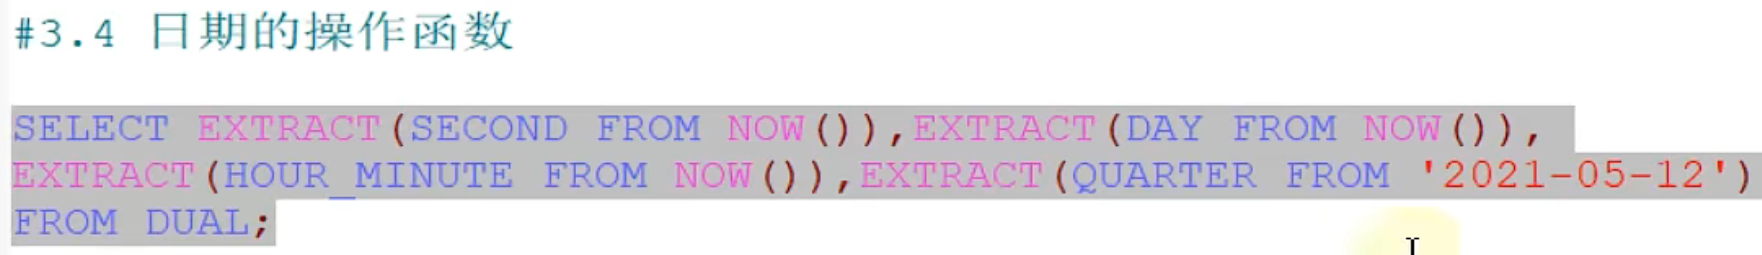 #3.4 日期的操作函数
SELECT EXTRACT(SECOND FROM NOW()),EXTRACT(DAY FROM NOW()),
EXTRACT(HOUR_MINUTE FROM NOW()),EXTRACT(QUARTER FROM '2021-05-12')
FROM DUAL;